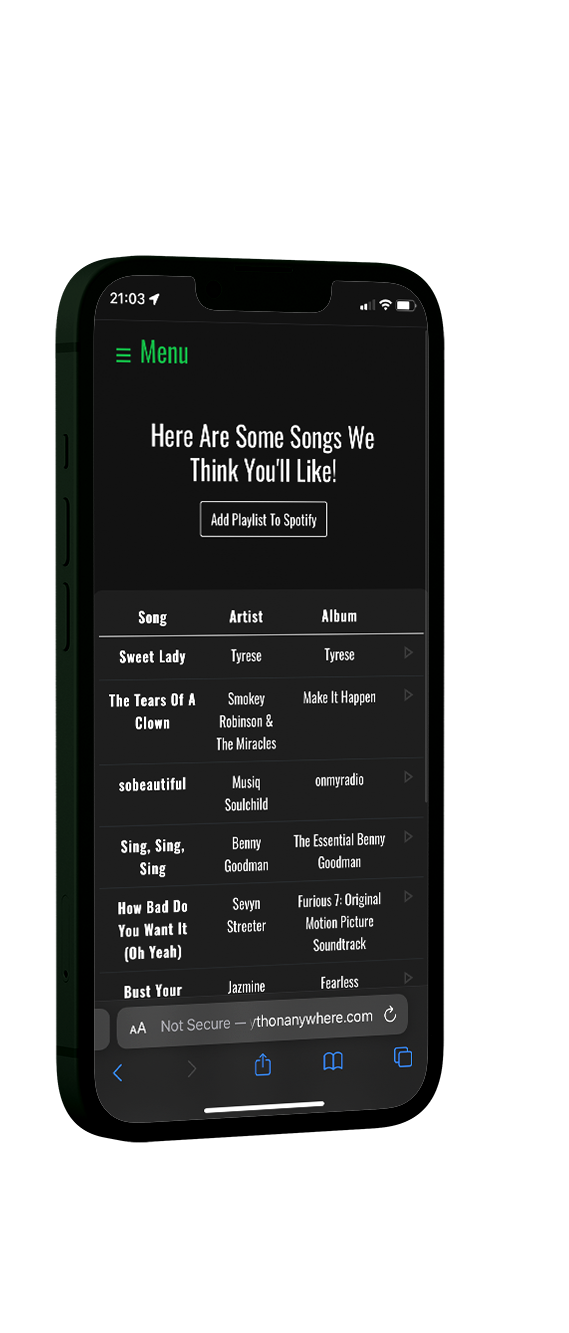 21:03
Menu
Here Are Some Songs We
Think You'll Like!
Add Playlist To Spotify
Song Artist Album
Sweet Lady Tyrese Tyrese
The Tears Of A Smokey Make It Happen
Clown Robinson &
The Miracles
sobeautiful Musiq onmyradio
Soulchild
Sing, Sing, Benny The Essential Benny
Sing Goodman Goodman
How Bad Do Sevyn Furious 7: Original
You Want It Streeter Motion Picture
(Oh Yeah) Soundtrack
Bust Your Jazmine Fearless
AA Not Secure — ythonanywhere.com